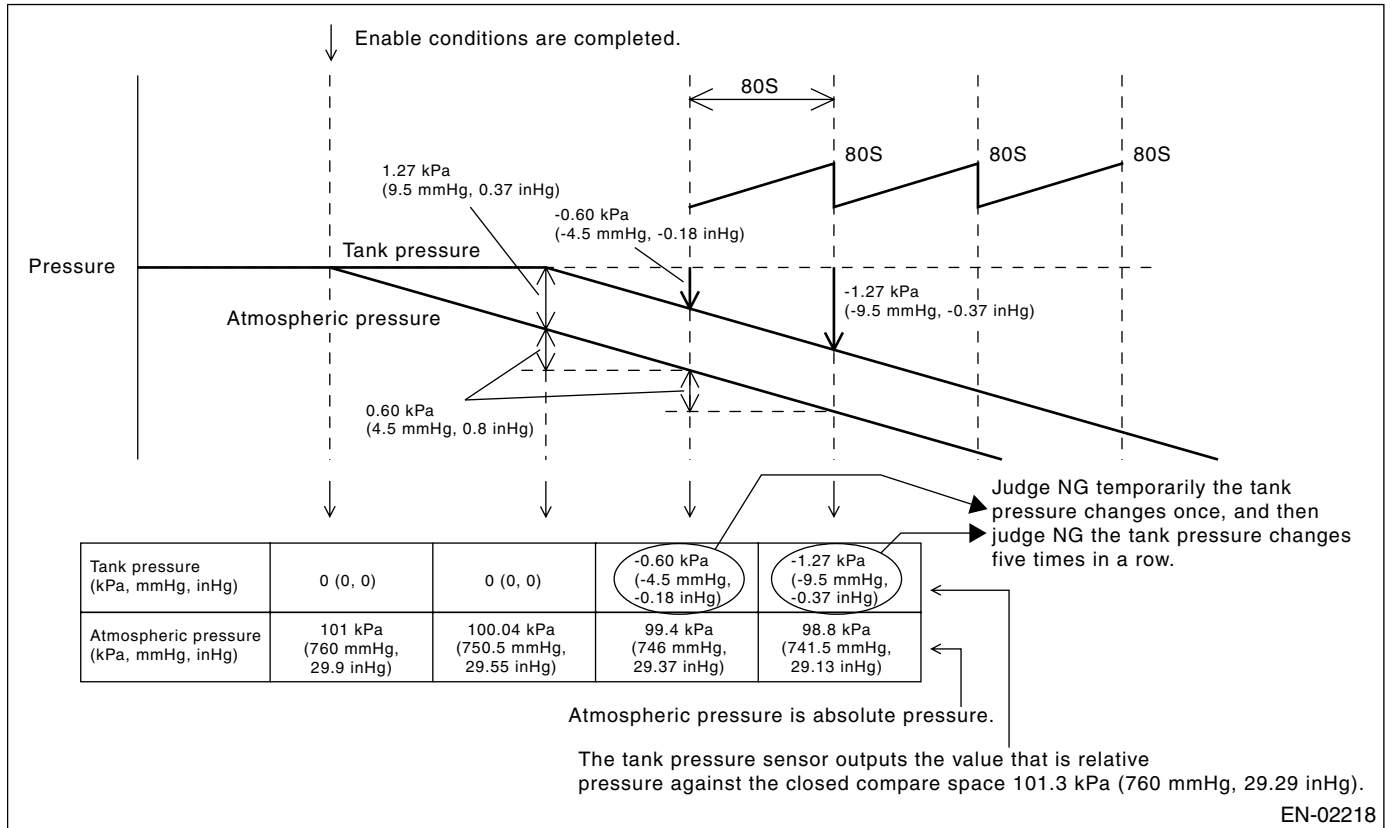 Enable conditions are completed.
80S
80S
80S
80S
1.27 kPa
(9.5 mmHg, 0.37 inHg)
-0.60 kPa
(-4.5 mmHg, -0.18 inHg)
Tank pressure
Pressure
-1.27 kPa
(-9.5 mmHg, -0.37 inHg)
Atmospheric pressure
0.60 kPa
(4.5 mmHg, 0.8 inHg)
Judge NG temporarily the tank
pressure changes once, and then
judge NG the tank pressure changes
five times in a row.
Tank pressure
(kPa, mmHg, inHg)
0 (0, 0)
0 (0, 0)
-0.60 kPa
(-4.5 mmHg,
-0.18 inHg)
-1.27 kPa
(-9.5 mmHg,
-0.37 inHg)
Atmospheric pressure
(kPa, mmHg, inHg)
101 kPa
(760 mmHg,
29.9 inHg)
100.04 kPa
(750.5 mmHg,
29.55 inHg)
99.4 kPa
(746 mmHg,
29.37 inHg)
98.8 kPa
(741.5 mmHg,
29.13 inHg)
Atmospheric pressure is absolute pressure.
The tank pressure sensor outputs the value that is relative
pressure against the closed compare space 101.3 kPa (760 mmHg, 29.29 inHg).
EN-02218